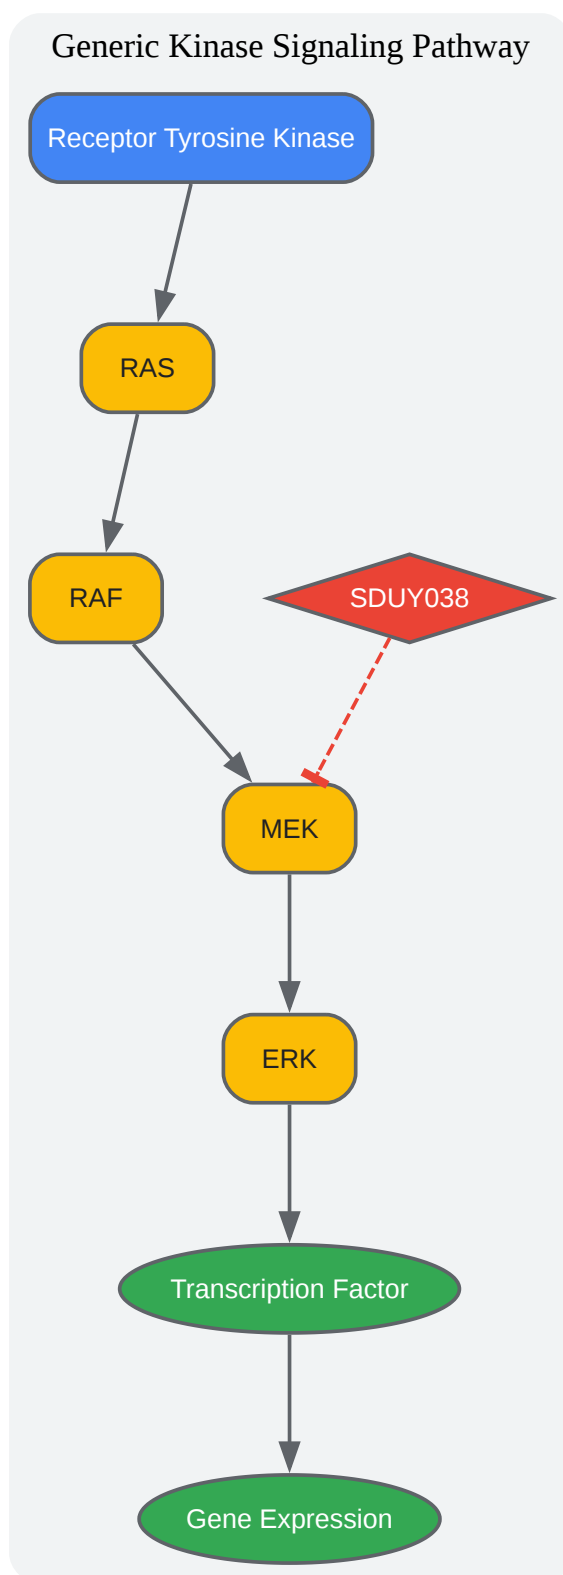 Generic Kinase Signaling Pathway
Receptor Tyrosine Kinase
RAS
RAF
SDUY038
MEK
ERK
Transcription Factor
Gene Expression